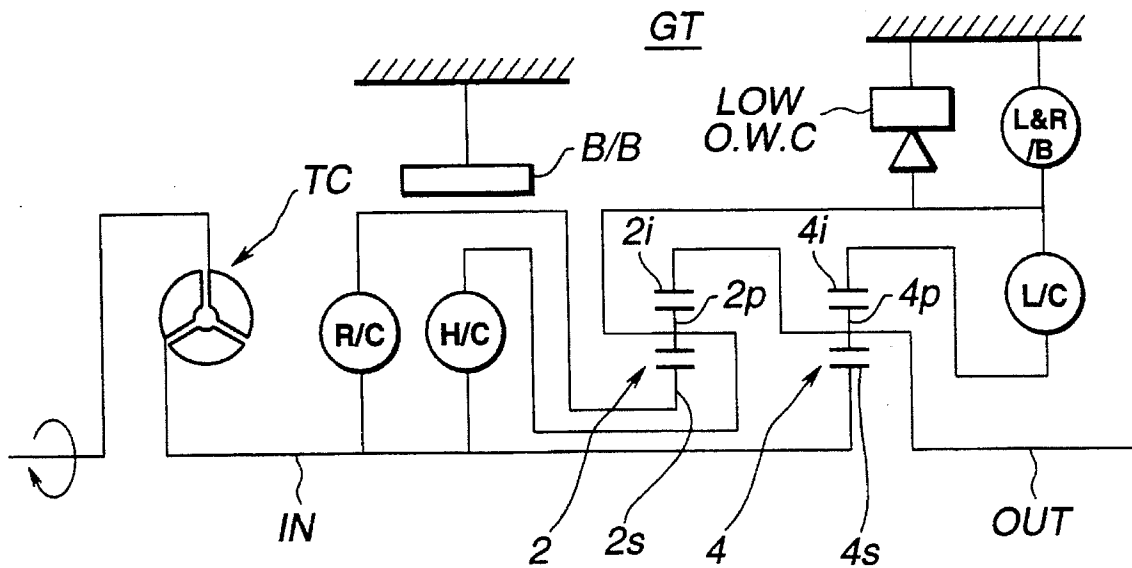 GT
LOW
O.W.C
L&R
/B
B/B
TC
2i
4i
2p
4p
R/C
H/C
L/C
IN
2
2s
4
4s
OUT